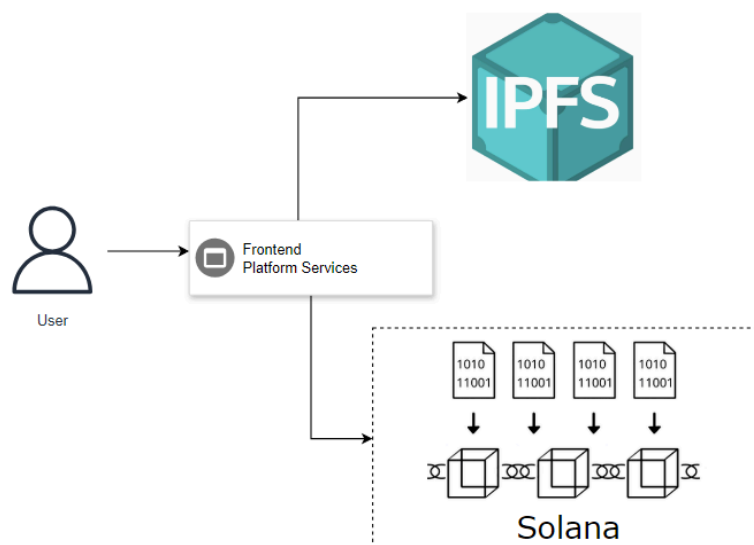 IPFS
Frontend
Platform Services
User
1010 1010 1010 1010
11001 11001 11001 11001
Solana